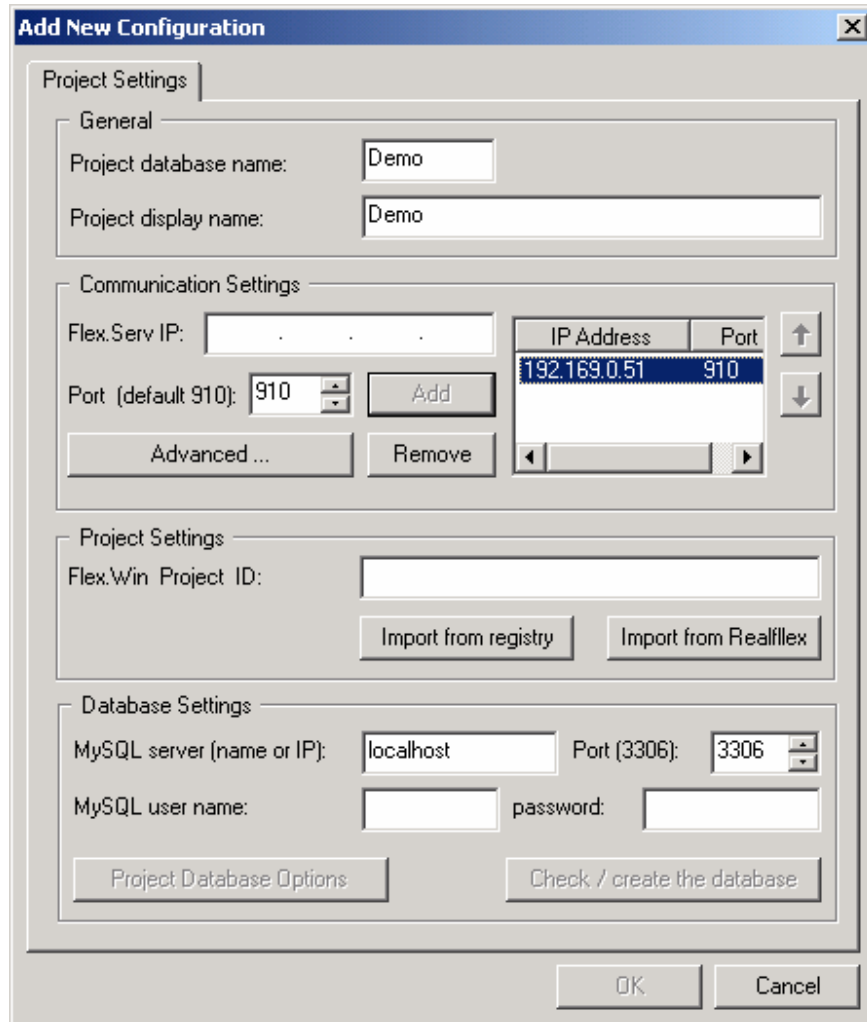 Add New Configuration
Project Settings
General
Project database name: Demo
Project display name: Demo
Communication Settings
Flex.Serv IP: . . .
IP Address Port
192.169.0.51 910
Port (default 910): 910 Add
Advanced ... Remove
Project Settings
Flex.Win Project ID:
Import from registry Import from Realfllex
Database Settings
MySQL server (name or IP): localhost Port (3306): 3306
MySQL user name: password:
Project Database Options Check / create the database
OK Cancel